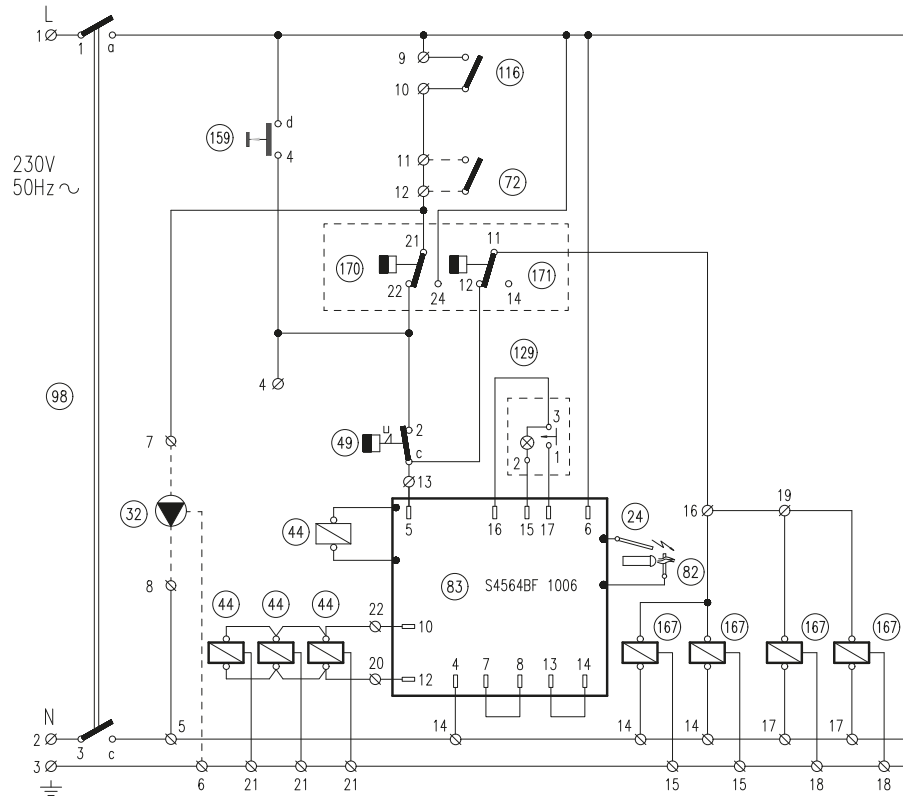 L
1 1 a
9
116
10
d
159
4
11
72
12
230V
50Hz ~
21 11
170 171
22 24 12 14
129
4
98
3
49 u 2
2 1
c
7
13
19
16
32 44 24
5 16 15 17 6
82
83 S4564BF 1006
8
44 44 44 22 10 167 167 167 167
20 12 4 7 8 13 14
N 5 14 14 14 17 17
2 3 c
3
6 21 21 21 15 15 18 18